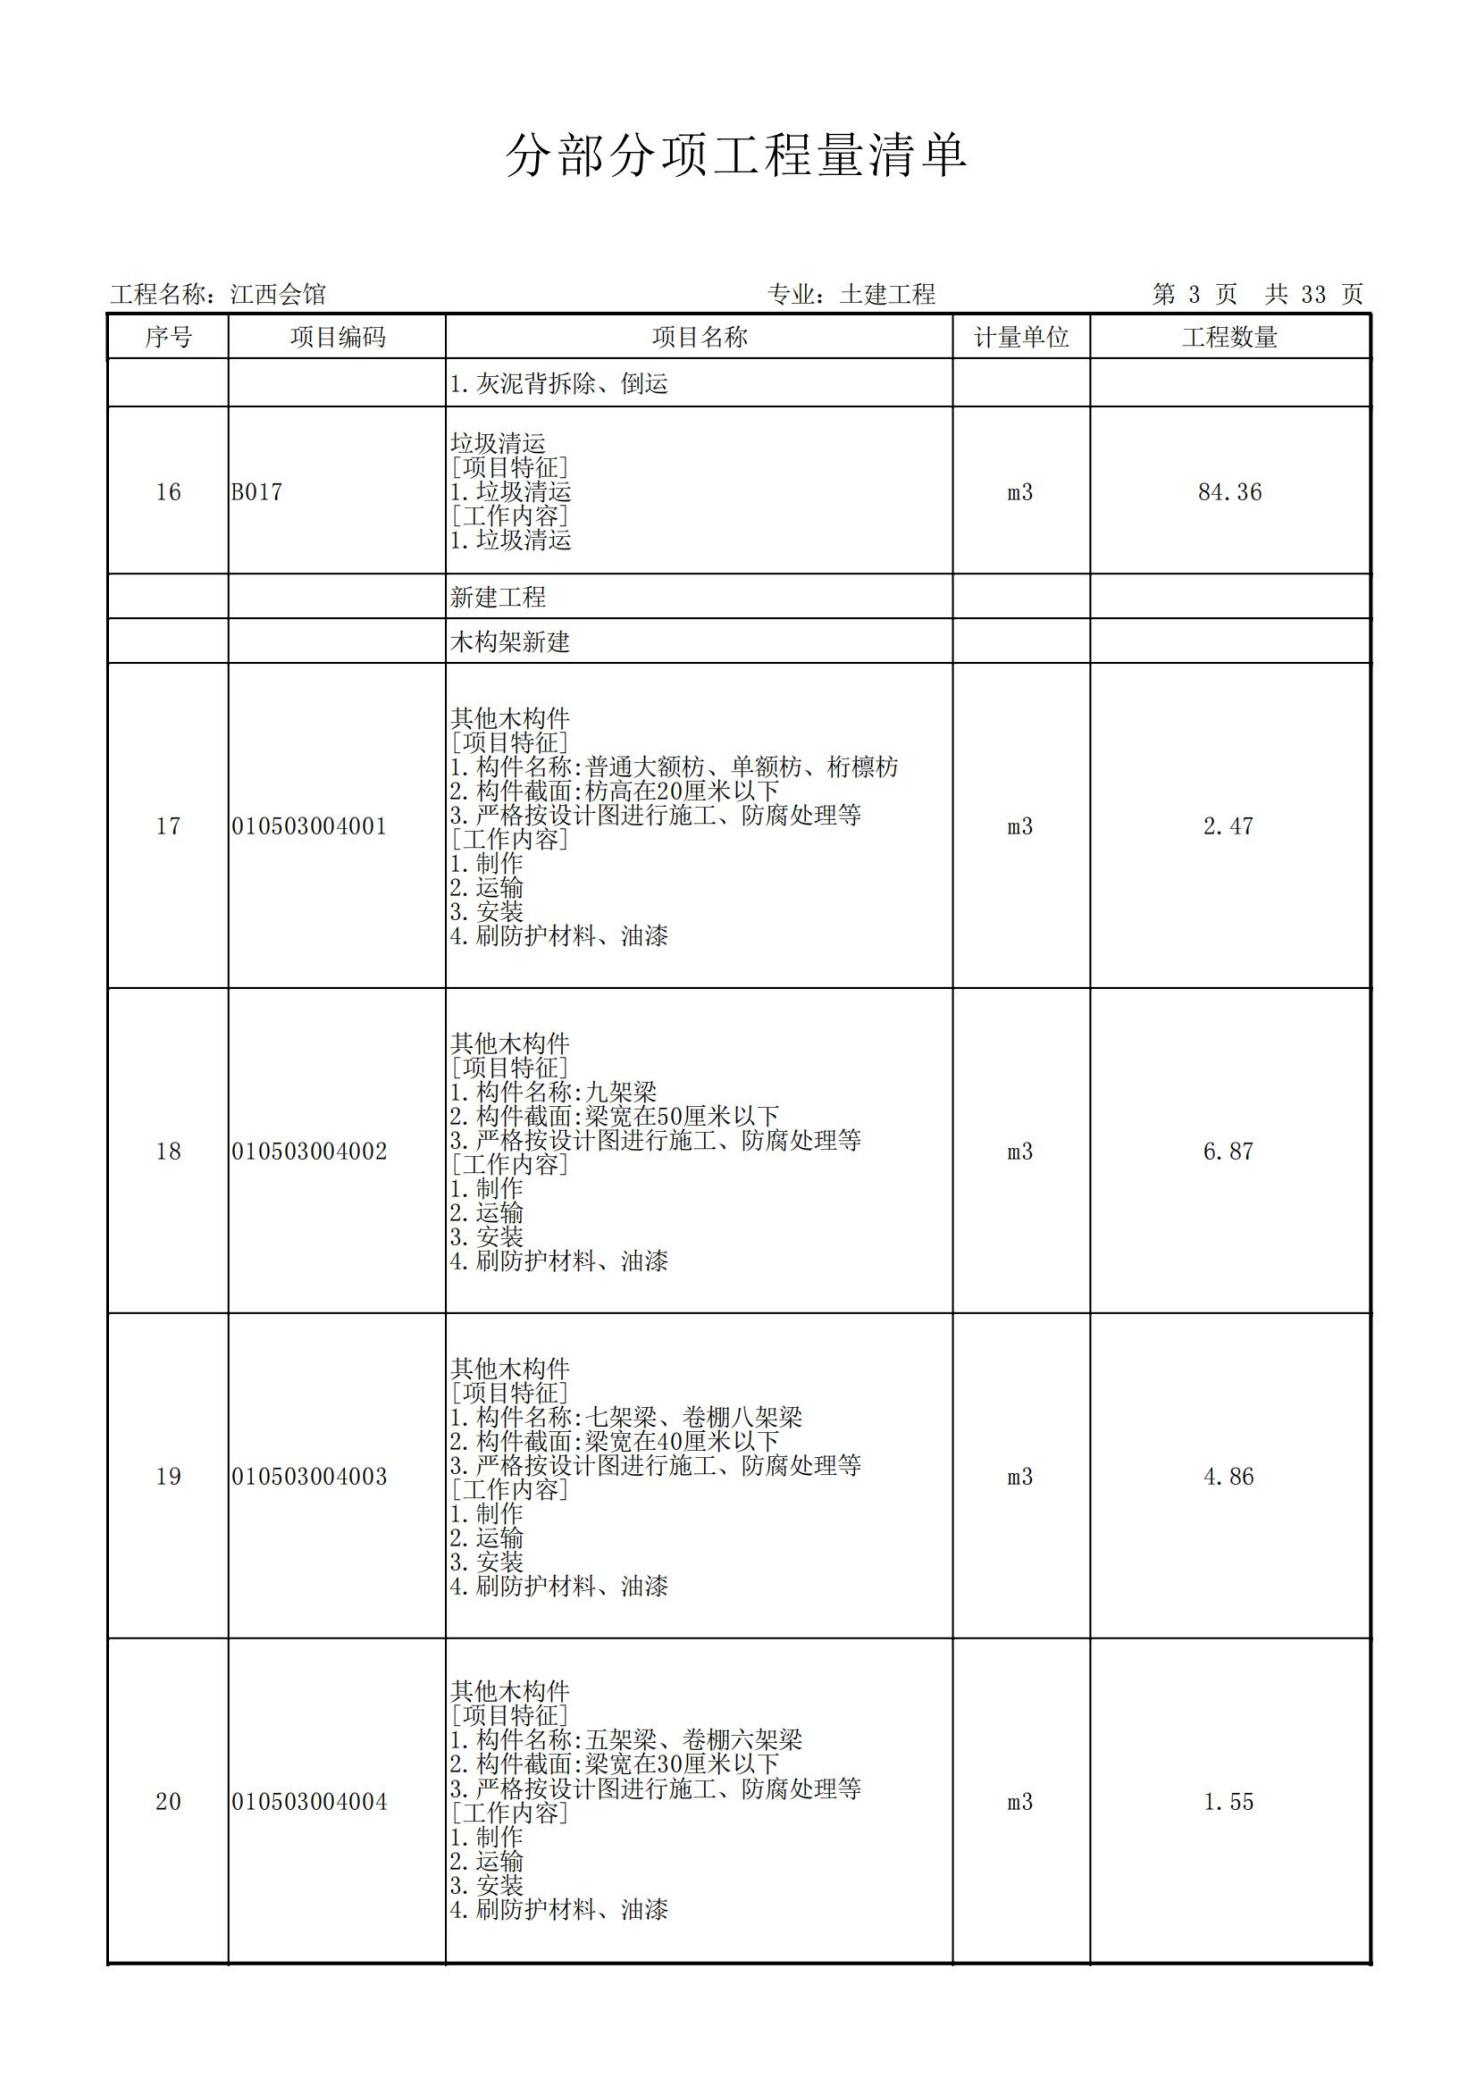 分部分项工程量清单
工程名称：江西会馆 专业：土建工程 第 3 页 共 33 页
序号 项目编码 项目名称 计量单位 工程数量
1.灰泥背拆除、倒运
垃圾清运
[项目特征]
16 B017 1.垃圾清运 m3 84.36
[工作内容]
1.垃圾清运
新建工程
木构架新建
其他木构件
[项目特征]
1.构件名称:普通大额枋、单额枋、桁檩枋
2.构件截面:枋高在20厘米以下
3.严格按设计图进行施工、防腐处理等
17 010503004001 m3 2.47
[工作内容]
1.制作
2.运输
3.安装
4.刷防护材料、油漆
其他木构件
[项目特征]
1.构件名称:九架梁
2.构件截面:梁宽在50厘米以下
3.严格按设计图进行施工、防腐处理等
18 010503004002 m3 6.87
[工作内容]
1.制作
2.运输
3.安装
4.刷防护材料、油漆
其他木构件
[项目特征]
1.构件名称:七架梁、卷棚八架梁
2.构件截面:梁宽在40厘米以下
3.严格按设计图进行施工、防腐处理等
19 010503004003 m3 4.86
[工作内容]
1.制作
2.运输
3.安装
4.刷防护材料、油漆
其他木构件
[项目特征]
1.构件名称:五架梁、卷棚六架梁
2.构件截面:梁宽在30厘米以下
3.严格按设计图进行施工、防腐处理等
20 010503004004 m3 1.55
[工作内容]
1.制作
2.运输
3.安装
4.刷防护材料、油漆